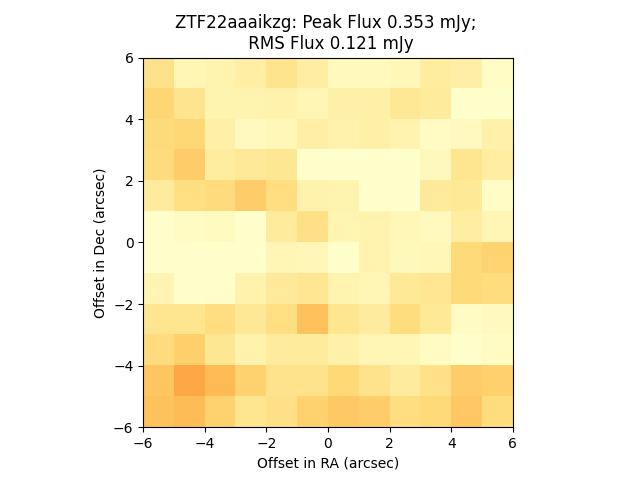 ZTF22aaaikzg: Peak Flux 0.353 mJy;
RMS Flux 0.121 mJy
6
4
2
0
−2
−4
−6
Offset in Dec (arcsec)
−6 −4 −2 0 2 4 6
Offset in RA (arcsec)